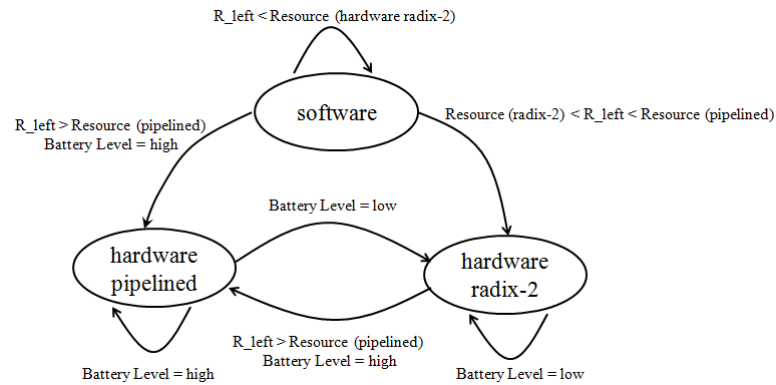 R_left < Resource (hardware radix-2)
software
R_left > Resource (pipelined)
Battery Level = high
Resource (radix-2) < R_left < Resource (pipelined)
Battery Level = low
hardware
pipelined
hardware
radix-2
R_left > Resource (pipelined)
Battery Level = high
Battery Level = high
Battery Level = low